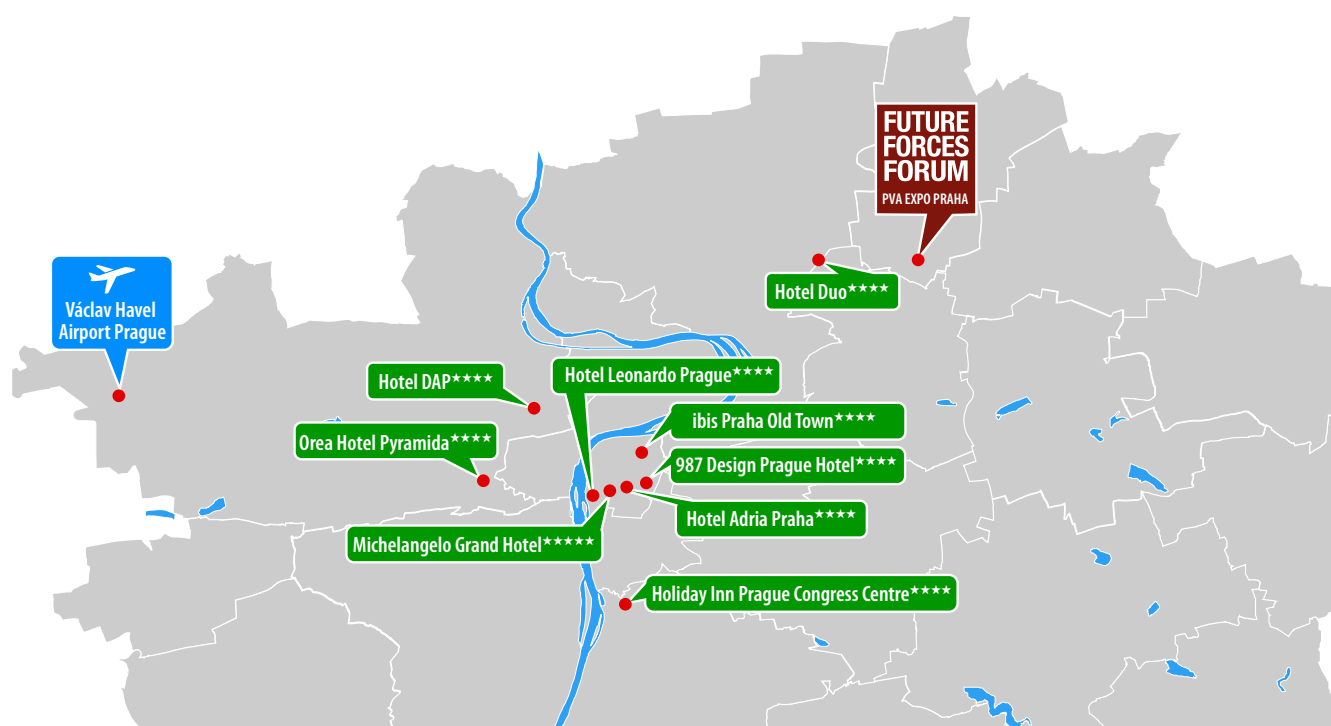 FUTURE
FORCES
FORUM
PVA EXPO PRAHA
Václav Havel
Airport Prague
Hotel Duo★★★★
Hotel Leonardo Prague★★★★
Hotel DAP★★★★
ibis Praha Old Town★★★★
Orea Hotel Pyramida★★★★
987 Design Prague Hotel★★★★
Hotel Adria Praha★★★★
Michelangelo Grand Hotel★★★★★
Holiday Inn Prague Congress Centre★★★★